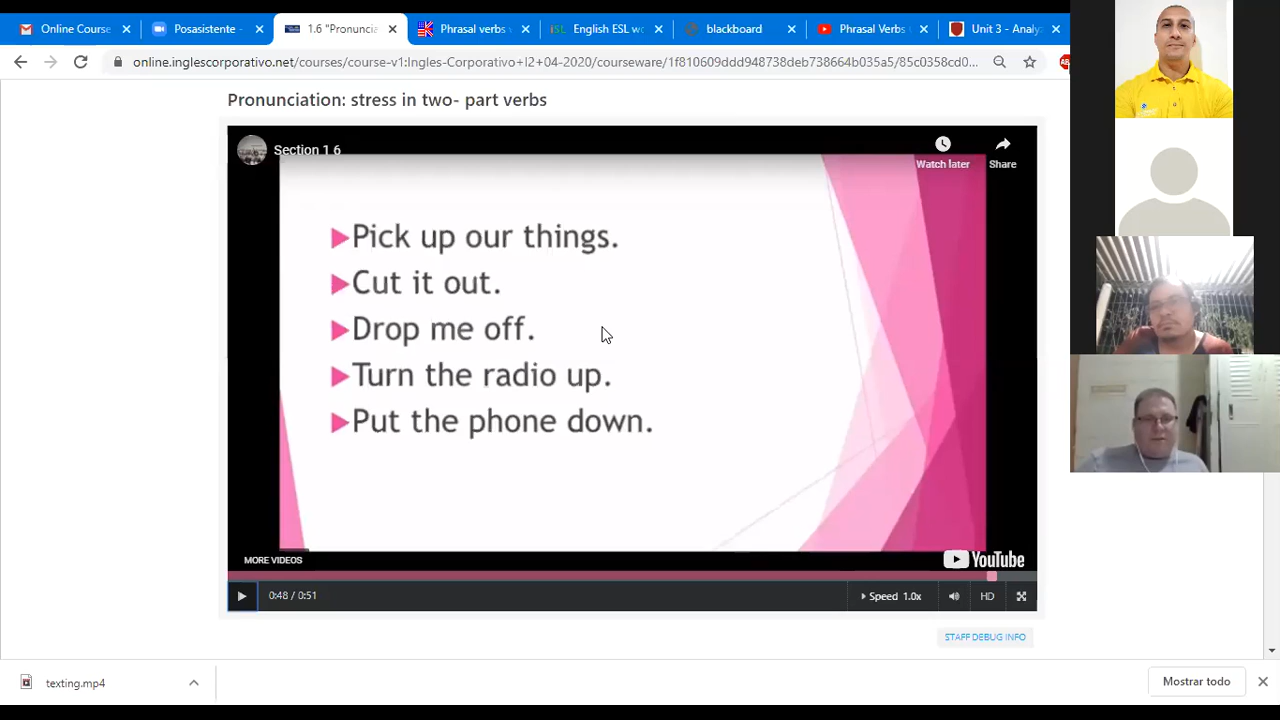 Online Course
Posasistente -
1.6 "Pronuncia
Phrasal verbs v
ISL English ESL wo
blackboard
Phrasal Verbs \
Unit 3 - Analyz
online.inglescorporativo.net/courses/course-v1:Ingles-Corporativo+I2+04-2020/courseware/1f810609ddd948738deb738664b035a5/85c0358cd0...
Pronunciation: stress in two- part verbs
Section 1 6
Watch later
Share
Pick up our things.
Cut it out.
Drop me off.
Turn the radio up.
Put the phone down.
MORE VIDEOS
YouTube
0:48 / 0:51
Speed 1.0x
HD
STAFF DEBUG INFO
texting.mp4
Mostrar todo